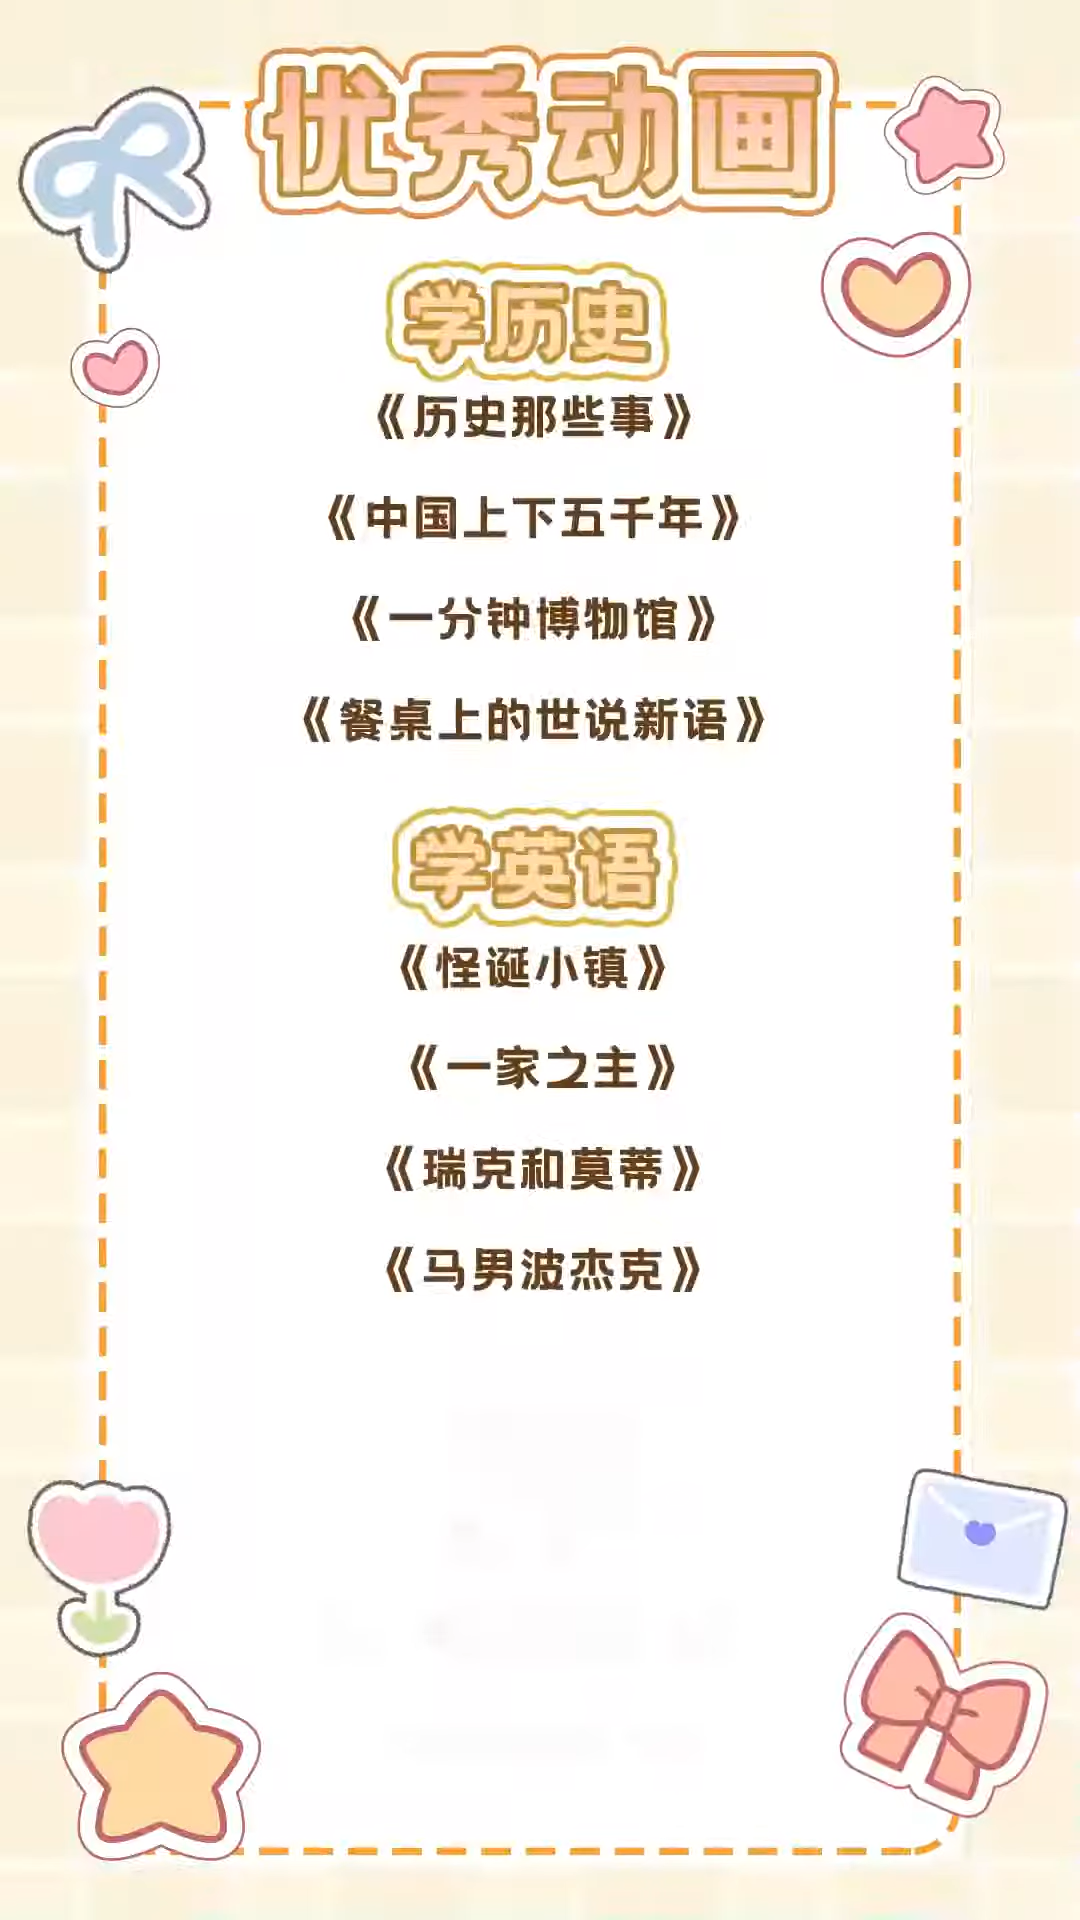 优秀动画
学历史
《历史那些事》
《中国上下五千年》
《一分钟博物馆》
《餐桌上的世说新语》
学英语
《怪诞小镇》
《一家之主》
《瑞克和莫蒂》
《马男波杰克》